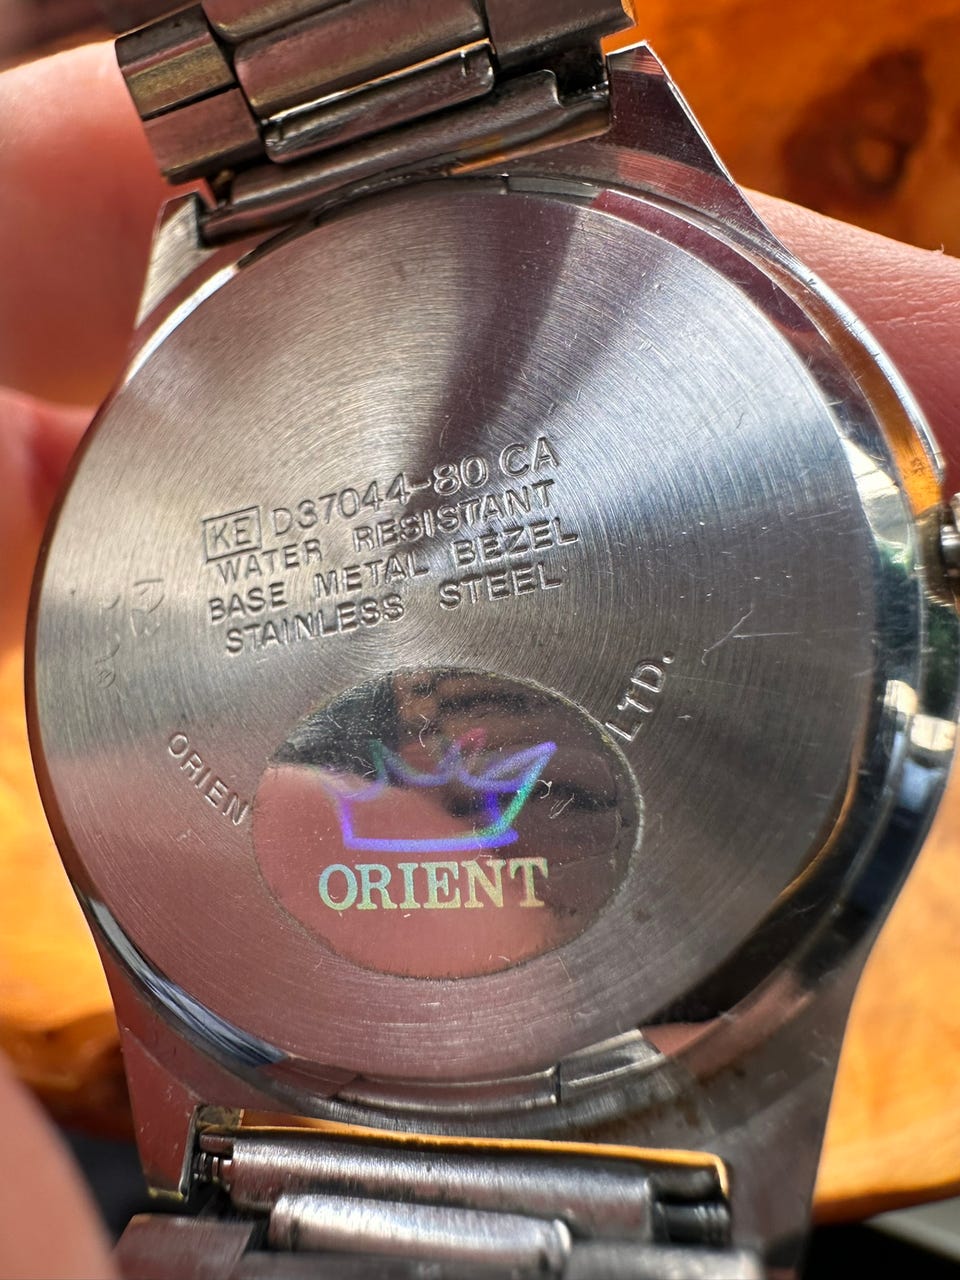 KE D37044-80 CA
WATER RESISTANT
BASE METAL BEZEL
STAINLESS STEEL
ORIEN
LTD.
ORIENT